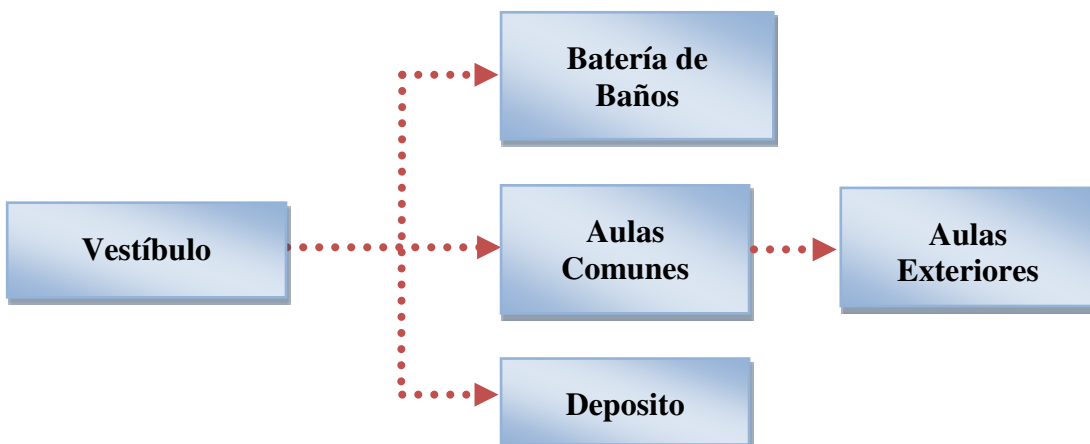 Batería de
Baños
Vestíbulo
Aulas
Comunes
Aulas
Exteriores
Deposito